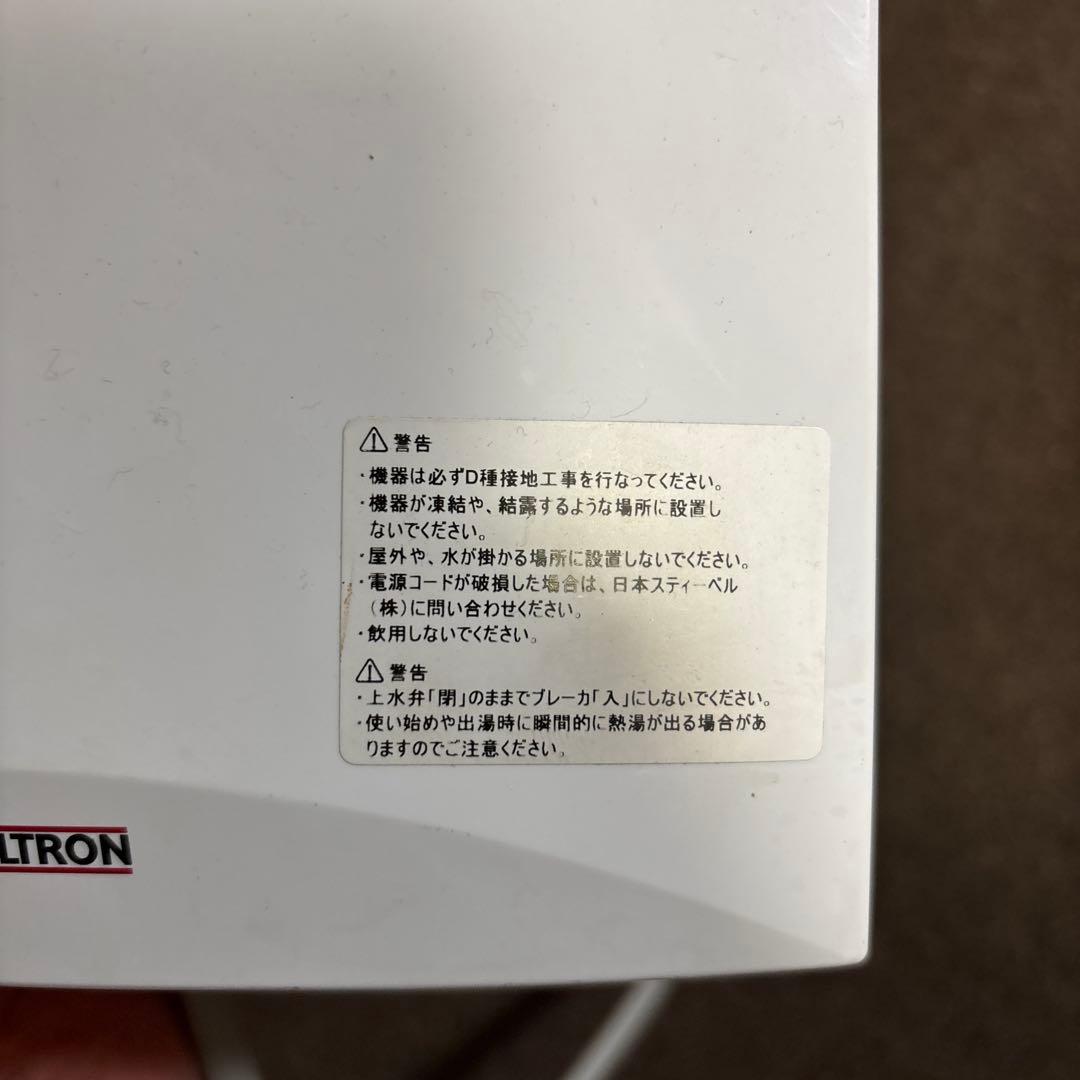 ⚠ 警告
・機器は必ずD種接地工事を行なってください。
・機器が凍結や、結露するような場所に設置し
ないでください。
・屋外や、水が掛かる場所に設置しないでください。
・電源コードが破損した場合は、日本スティーベル
(株)に問い合わせください。
・飲用しないでください。
⚠ 警告
・上水弁「閉」のままでブレーカ「入」にしないでください。
・使い始めや出湯時に瞬間的に熱湯が出る場合があ
りますのでご注意ください。
LTRON